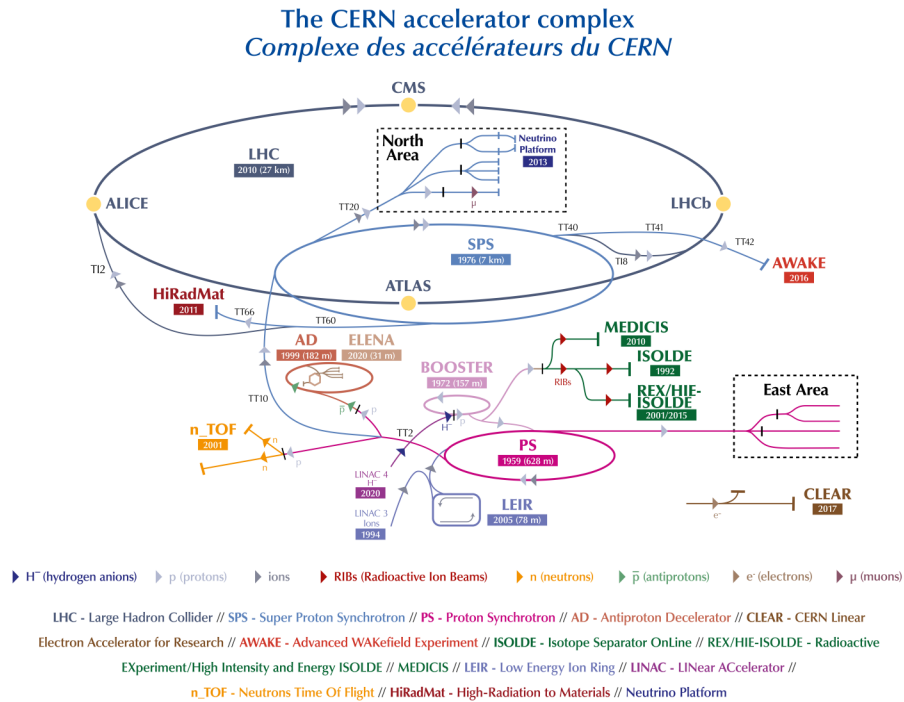 The CERN accelerator complex
Complexe des accélérateurs du CERN
CMS
North
Area
Neutrino
Platform
2013
LHC
2010 (27 km)
μ
ALICE
TT20
LHCb
SPS
1976 (7 km)
TT40
TT41
TT42
TI8
TI2
AWAKE
2016
ATLAS
HiRadMat
2011
TT66
TT60
AD
1999 (182 m)
ELENA
2020 (31 m)
MEDICIS
2010
BOOSTER
1972 (157 m)
ISOLDE
1992
RIBs
REX/HIE-
ISOLDE
2001/2015
East Area
TT10
p̅
p
H⁻
p
n_TOF
2001
n
n
p
TT2
PS
1959 (628 m)
LINAC 4
H⁻
2020
LEIR
2005 (78 m)
LINAC 3
Ions
1994
e⁻
CLEAR
2017
H⁻ (hydrogen anions)
p (protons)
ions
RIBs (Radioactive Ion Beams)
n (neutrons)
p̅ (antiprotons)
e⁻ (electrons)
μ (muons)
LHC - Large Hadron Collider // SPS - Super Proton Synchrotron // PS - Proton Synchrotron // AD - Antiproton Decelerator // CLEAR - CERN Linear
Electron Accelerator for Research // AWAKE - Advanced WAKefield Experiment // ISOLDE - Isotope Separator OnLine // REX/HIE-ISOLDE - Radioactive
EXperiment/High Intensity and Energy ISOLDE // MEDICIS // LEIR - Low Energy Ion Ring // LINAC - LINear ACcelerator //
n_TOF - Neutrons Time Of Flight // HiRadMat - High-Radiation to Materials // Neutrino Platform